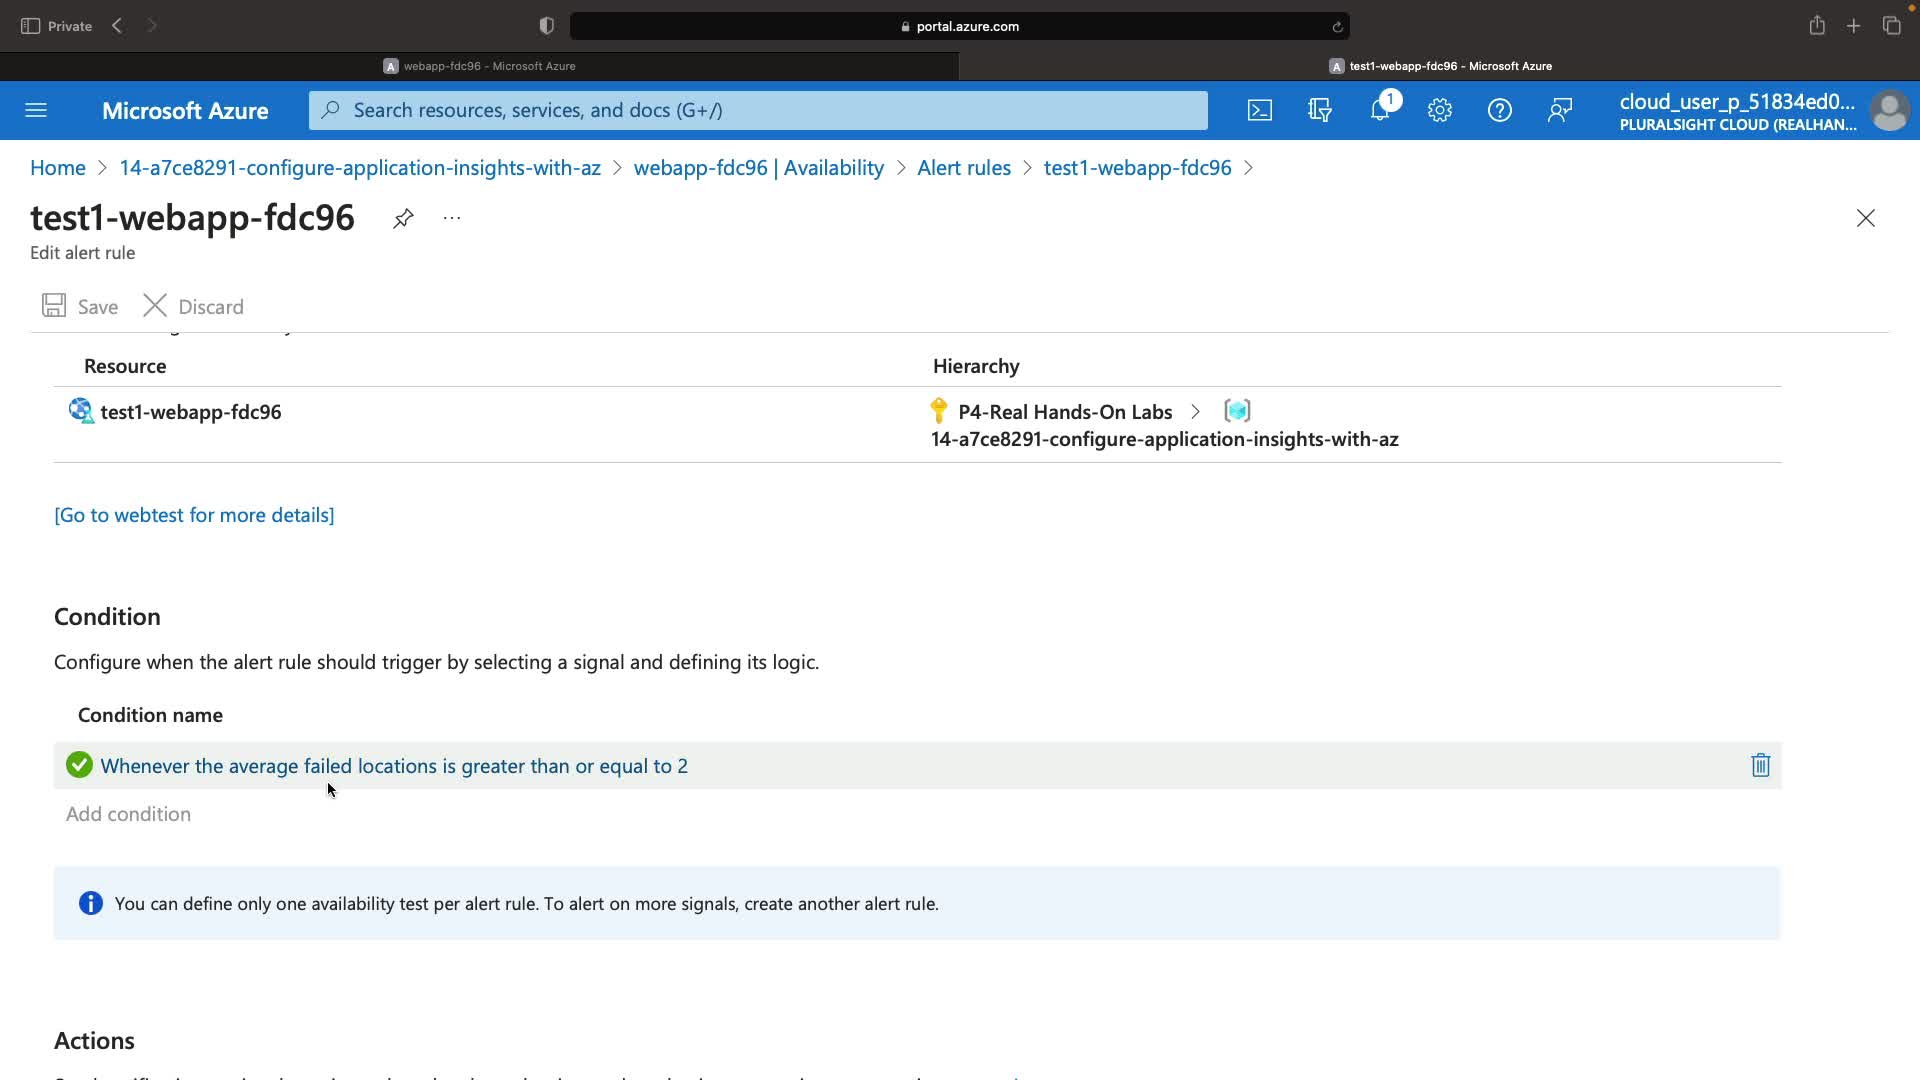 Private
portal.azure.com
webapp-fdc96 - Microsoft Azure
test1-webapp-fdc96 - Microsoft Azure
Microsoft Azure
Search resources, services, and docs (G+/)
1
cloud_user_p_51834ed0...
PLURALSIGHT CLOUD (REALHAN...
Home > 14-a7ce8291-configure-application-insights-with-az > webapp-fdc96 | Availability > Alert rules > test1-webapp-fdc96 >
test1-webapp-fdc96 ...
Edit alert rule
Save Discard
Resource Hierarchy
test1-webapp-fdc96 P4-Real Hands-On Labs >
14-a7ce8291-configure-application-insights-with-az
[Go to webtest for more details]
Condition
Configure when the alert rule should trigger by selecting a signal and defining its logic.
Condition name
Whenever the average failed locations is greater than or equal to 2
Add condition
You can define only one availability test per alert rule. To alert on more signals, create another alert rule.
Actions